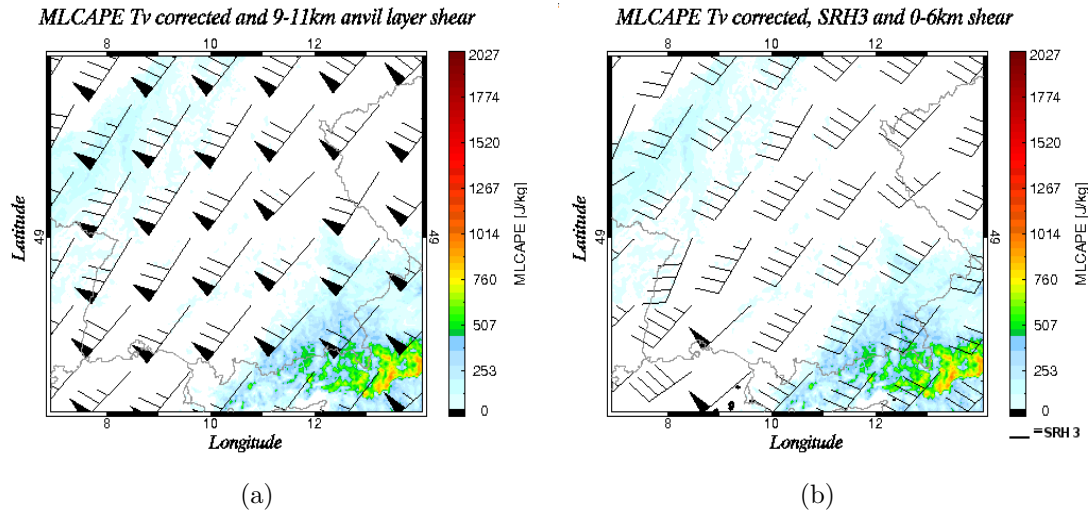 MLCAPE Tv corrected and 9-11km anvil layer shear
8 10 12
49 49
Latitude
8 10 12
Longitude
2027
1774
1520
1267
1014
760
507
253
0
MLCAPE [J/kg]
(a)
MLCAPE Tv corrected, SRH3 and 0-6km shear
8 10 12
49 49
Latitude
8 10 12
Longitude
2027
1774
1520
1267
1014
760
507
253
0
MLCAPE [J/kg]
=SRH 3
(b)